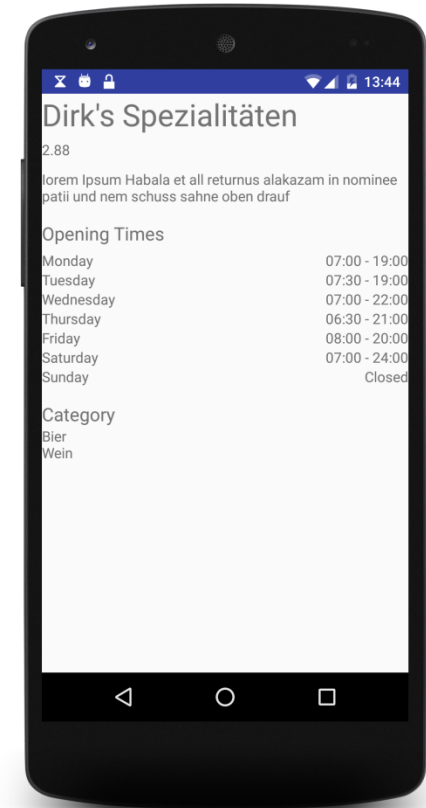 13:44
Dirk's Spezialitäten
2.88
lorem Ipsum Habala et all returnus alakazam in nominee
patii und nem schuss sahne oben drauf
Opening Times
Monday 07:00 - 19:00
Tuesday 07:30 - 19:00
Wednesday 07:00 - 22:00
Thursday 06:30 - 21:00
Friday 08:00 - 20:00
Saturday 07:00 - 24:00
Sunday Closed
Category
Bier
Wein